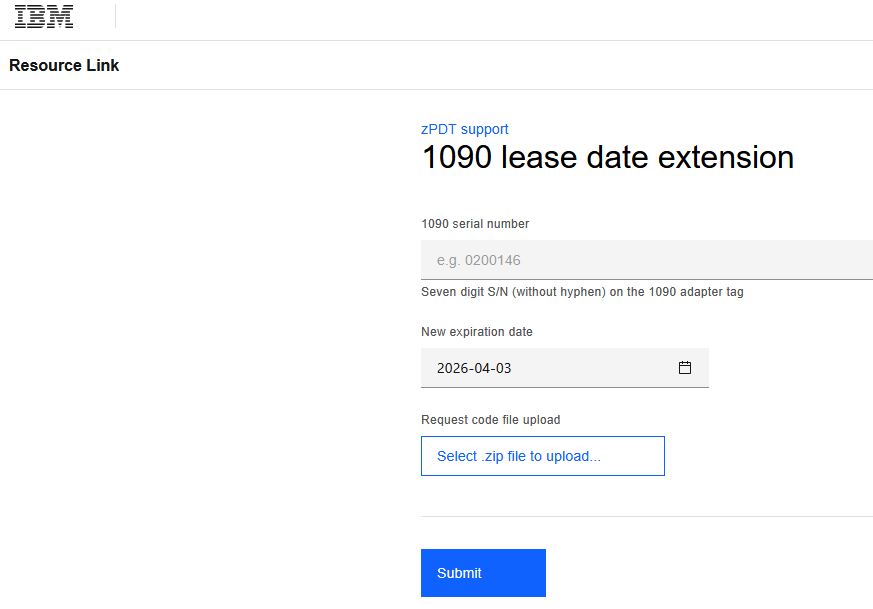 IBM
Resource Link
zPDT support
1090 lease date extension
1090 serial number
e.g. 0200146
Seven digit S/N (without hyphen) on the 1090 adapter tag
New expiration date
2026-04-03
Request code file upload
Select .zip file to upload...
Submit